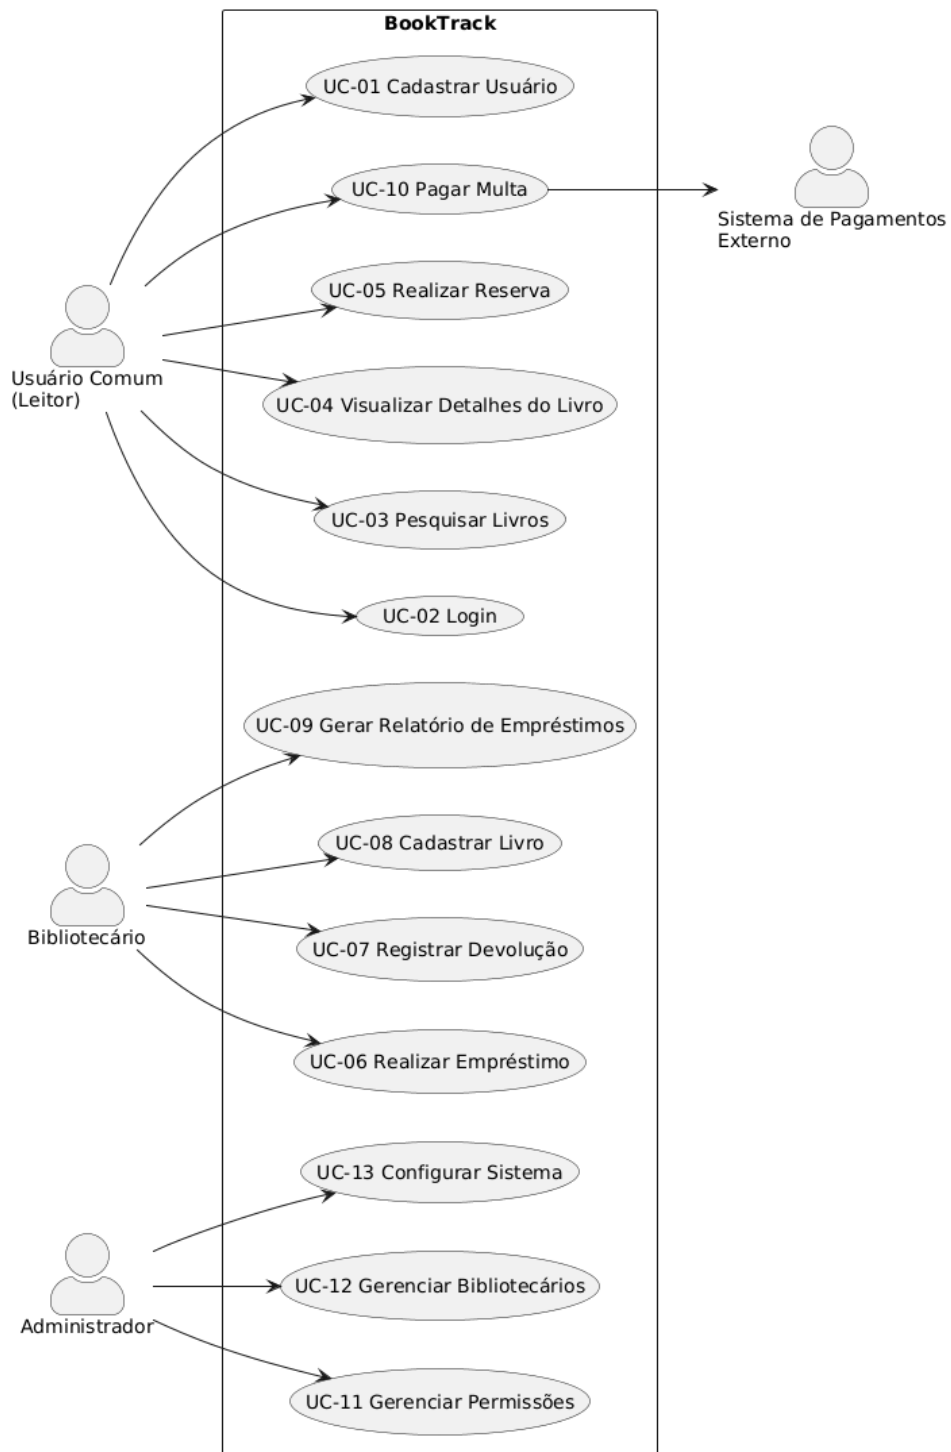 BookTrack
UC-01 Cadastrar Usuário
UC-10 Pagar Multa
Sistema de Pagamentos
Externo
UC-05 Realizar Reserva
Usuário Comum
(Leitor)
UC-04 Visualizar Detalhes do Livro
UC-03 Pesquisar Livros
UC-02 Login
UC-09 Gerar Relatório de Empréstimos
UC-08 Cadastrar Livro
Bibliotecário
UC-07 Registrar Devolução
UC-06 Realizar Empréstimo
UC-13 Configurar Sistema
UC-12 Gerenciar Bibliotecários
Administrador
UC-11 Gerenciar Permissões